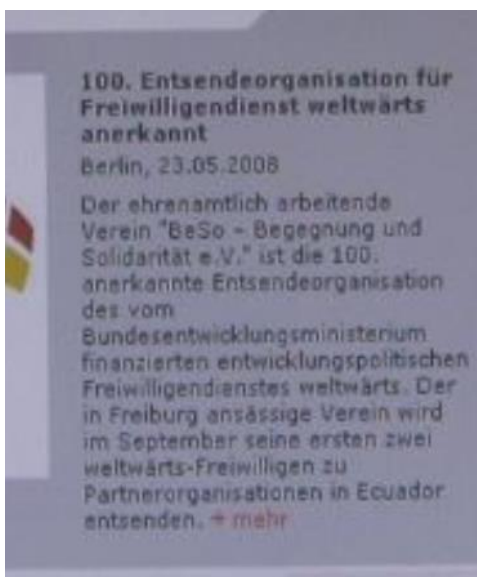 100. Entsendeorganisation für
Freiwilligendienst weltwärts
anerkannt
Berlin, 23.05.2008
Der ehrenamtlich arbeitende
Verein "BeSo - Begegnung und
Solidarität e.V." ist die 100.
anerkannte Entsendeorganisation
des vom
Bundesentwicklungsministerium
finanzierten entwicklungspolitischen
Freiwilligendienstes weltwärts. Der
in Freiburg ansässige Verein wird
im September seine ersten zwei
weltwärts-Freiwilligen zu
Partnerorganisationen in Ecuador
entsenden. + mehr